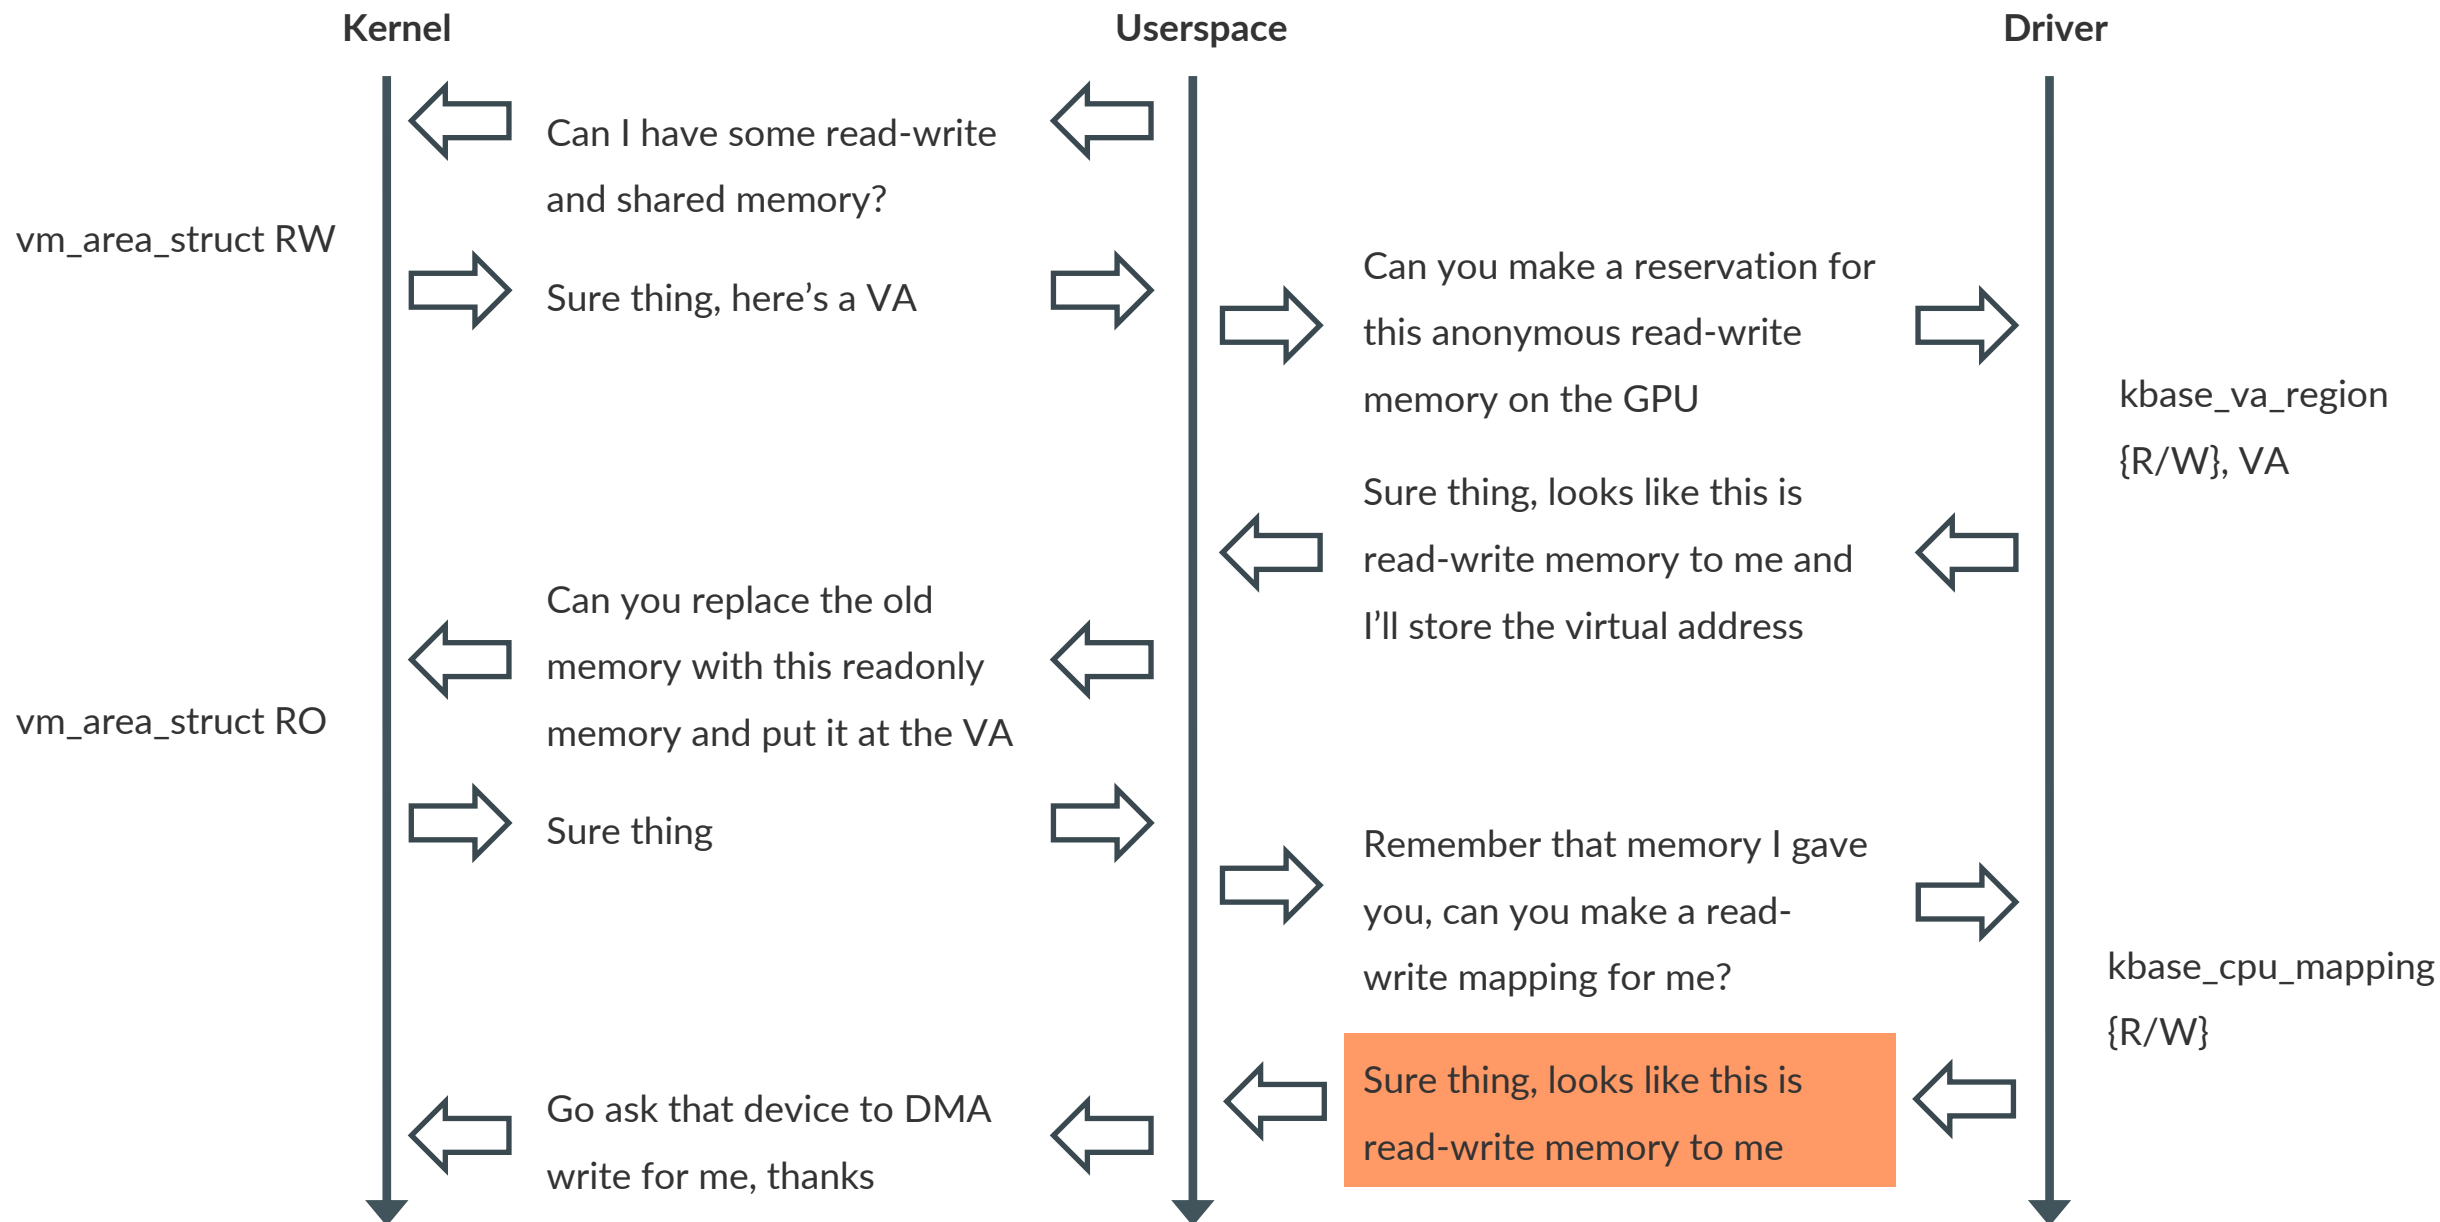 Kernel
Userspace
Driver
Can I have some read-write
and shared memory?
vm_area_struct RW
Sure thing, here’s a VA
Can you make a reservation for
this anonymous read-write
memory on the GPU
kbase_va_region
{R/W}, VA
Sure thing, looks like this is
read-write memory to me and
I’ll store the virtual address
Can you replace the old
memory with this readonly
memory and put it at the VA
vm_area_struct RO
Sure thing
Remember that memory I gave
you, can you make a read-
write mapping for me?
kbase_cpu_mapping
{R/W}
Sure thing, looks like this is
read-write memory to me
Go ask that device to DMA
write for me, thanks